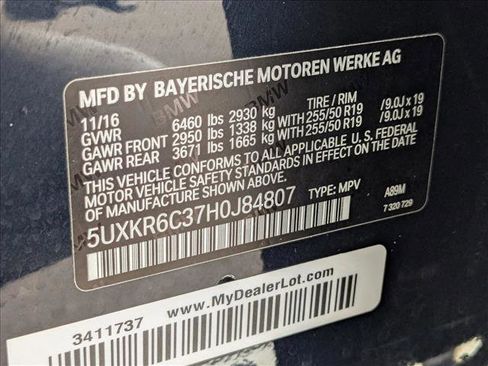 MFD BY BAYERISCHE MOTOREN WERKE AG
11/16 TIRE / RIM
GVWR 6460 lbs 2930 kg
GAWR FRONT 2950 lbs 1338 kg WITH 255/50 R19 /9.0J x 19
GAWR REAR 3671 lbs 1665 kg WITH 255/50 R19 /9.0J x 19
THIS VEHICLE CONFORMS TO ALL APPLICABLE U. S. FEDERAL
MOTOR VEHICLE SAFETY STANDARDS IN EFFECT ON THE DATE
OF MANUFACTURE SHOWN ABOVE.
5UXKR6C37H0J84807 TYPE: MPV A89M
7 320 729
3411737 www.MyDealerLot.com